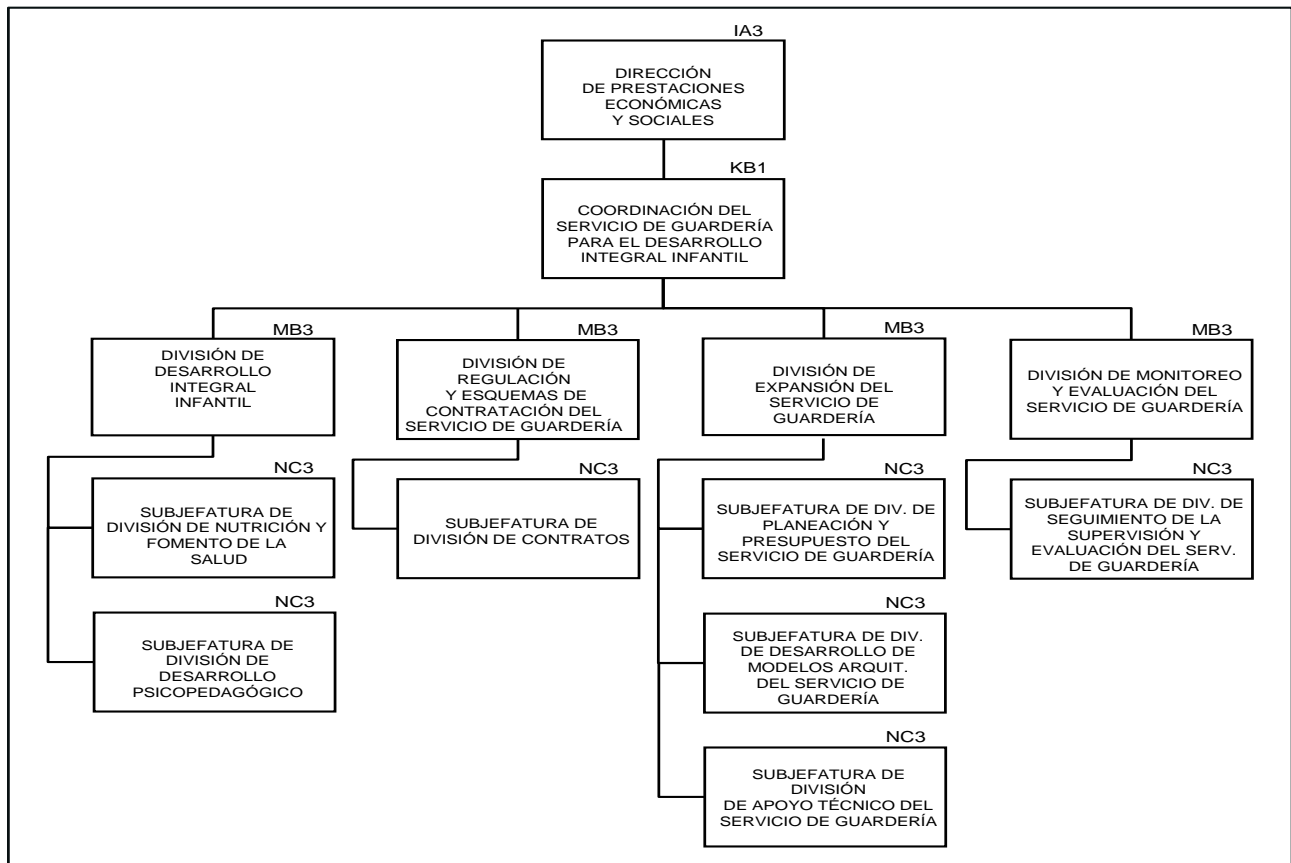 IA3
DIRECCIÓN
DE PRESTACIONES
ECONÓMICAS
Y SOCIALES
KB1
COORDINACIÓN DEL
SERVICIO DE GUARDERÍA
PARA EL DESARROLLO
INTEGRAL INFANTIL
MB3
DIVISIÓN DE
DESARROLLO
INTEGRAL
INFANTIL
MB3
DIVISIÓN DE
REGULACIÓN
Y ESQUEMAS DE
CONTRATACIÓN DEL
SERVICIO DE GUARDERÍA
MB3
DIVISIÓN DE
EXPANSIÓN DEL
SERVICIO DE
GUARDERÍA
MB3
DIVISIÓN DE MONITOREO
Y EVALUACIÓN DEL
SERVICIO DE GUARDERÍA
NC3
SUBJEFATURA DE
DIVISIÓN DE NUTRICIÓN Y
FOMENTO DE LA
SALUD
NC3
SUBJEFATURA DE
DIVISIÓN DE CONTRATOS
NC3
SUBJEFATURA DE DIV. DE
PLANEACIÓN Y
PRESUPUESTO DEL
SERVICIO DE GUARDERÍA
NC3
SUBJEFATURA DE DIV. DE
SEGUIMIENTO DE LA
SUPERVISIÓN Y
EVALUACIÓN DEL SERV.
DE GUARDERÍA
NC3
SUBJEFATURA DE
DIVISIÓN DE
DESARROLLO
PSICOPEDAGÓGICO
NC3
SUBJEFATURA DE DIV.
DE DESARROLLO DE
MODELOS ARQUIT.
DEL SERVICIO DE
GUARDERÍA
NC3
SUBJEFATURA DE
DIVISIÓN
DE APOYO TÉCNICO DEL
SERVICIO DE GUARDERÍA